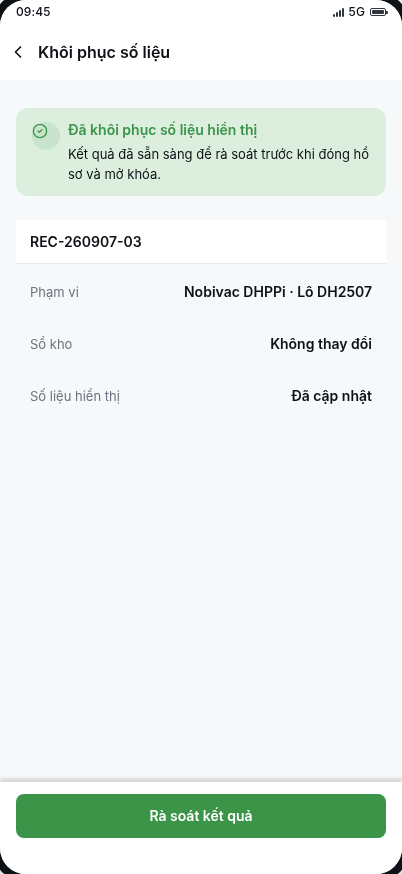 09:45
5G
Khôi phục số liệu
Đã khôi phục số liệu hiển thị
Kết quả đã sẵn sàng để rà soát trước khi đóng hồ
sơ và mở khóa.
REC-260907-03
Phạm vi
Nobivac DHPPi · Lô DH2507
Sổ kho
Không thay đổi
Số liệu hiển thị
Đã cập nhật
Rà soát kết quả